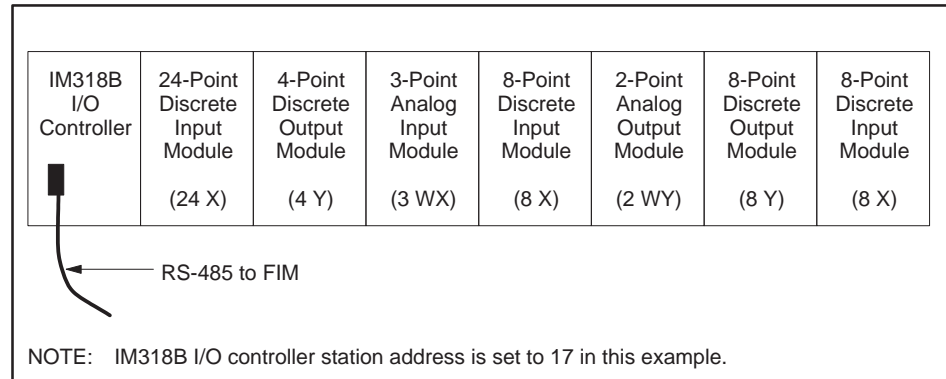 IM318B
I/O
Controller
24-Point
Discrete
Input
Module
(24 X)
4-Point
Discrete
Output
Module
(4 Y)
3-Point
Analog
Input
Module
(3 WX)
8-Point
Discrete
Input
Module
(8 X)
2-Point
Analog
Output
Module
(2 WY)
8-Point
Discrete
Output
Module
(8 Y)
8-Point
Discrete
Input
Module
(8 X)
RS-485 to FIM
NOTE: IM318B I/O controller station address is set to 17 in this example.